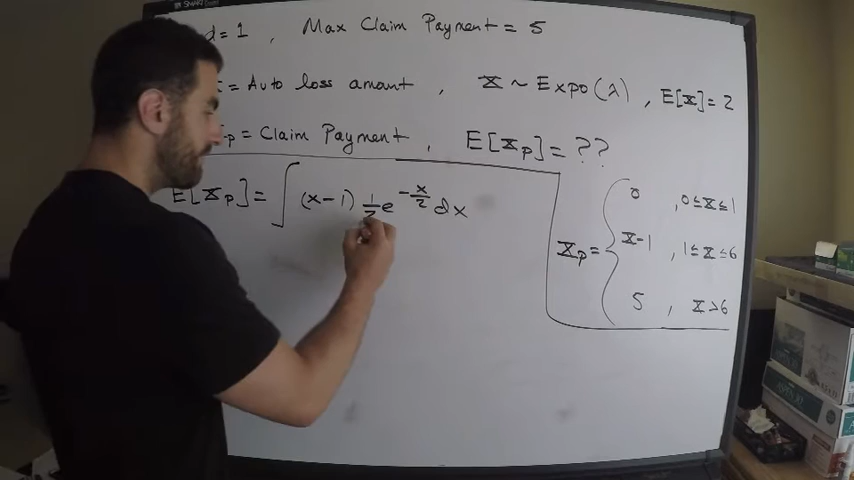 SMART
d = 1 , Max Claim Payment = 5
= Auto loss amount , X ~ Expo(λ) , E[X] = 2
p = Claim Payment , E[Xp] = ??
E[Xp] = ∫ (x-1) 1/2 e^(-x/2) dx
Xp = { 0 , 0≤X≤1
X-1 , 1≤X≤6
5 , X>6